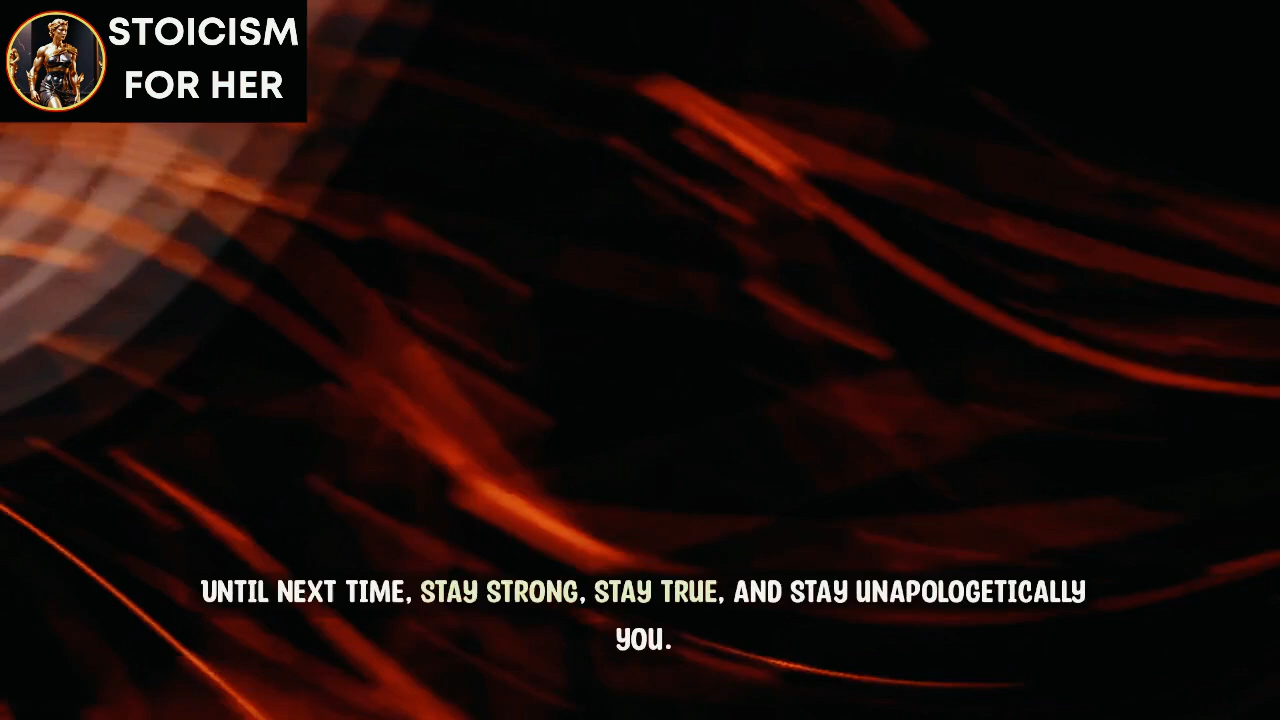 STOICISM
FOR HER
UNTIL NEXT TIME, STAY STRONG, STAY TRUE, AND STAY UNAPOLOGETICALLY
YOU.